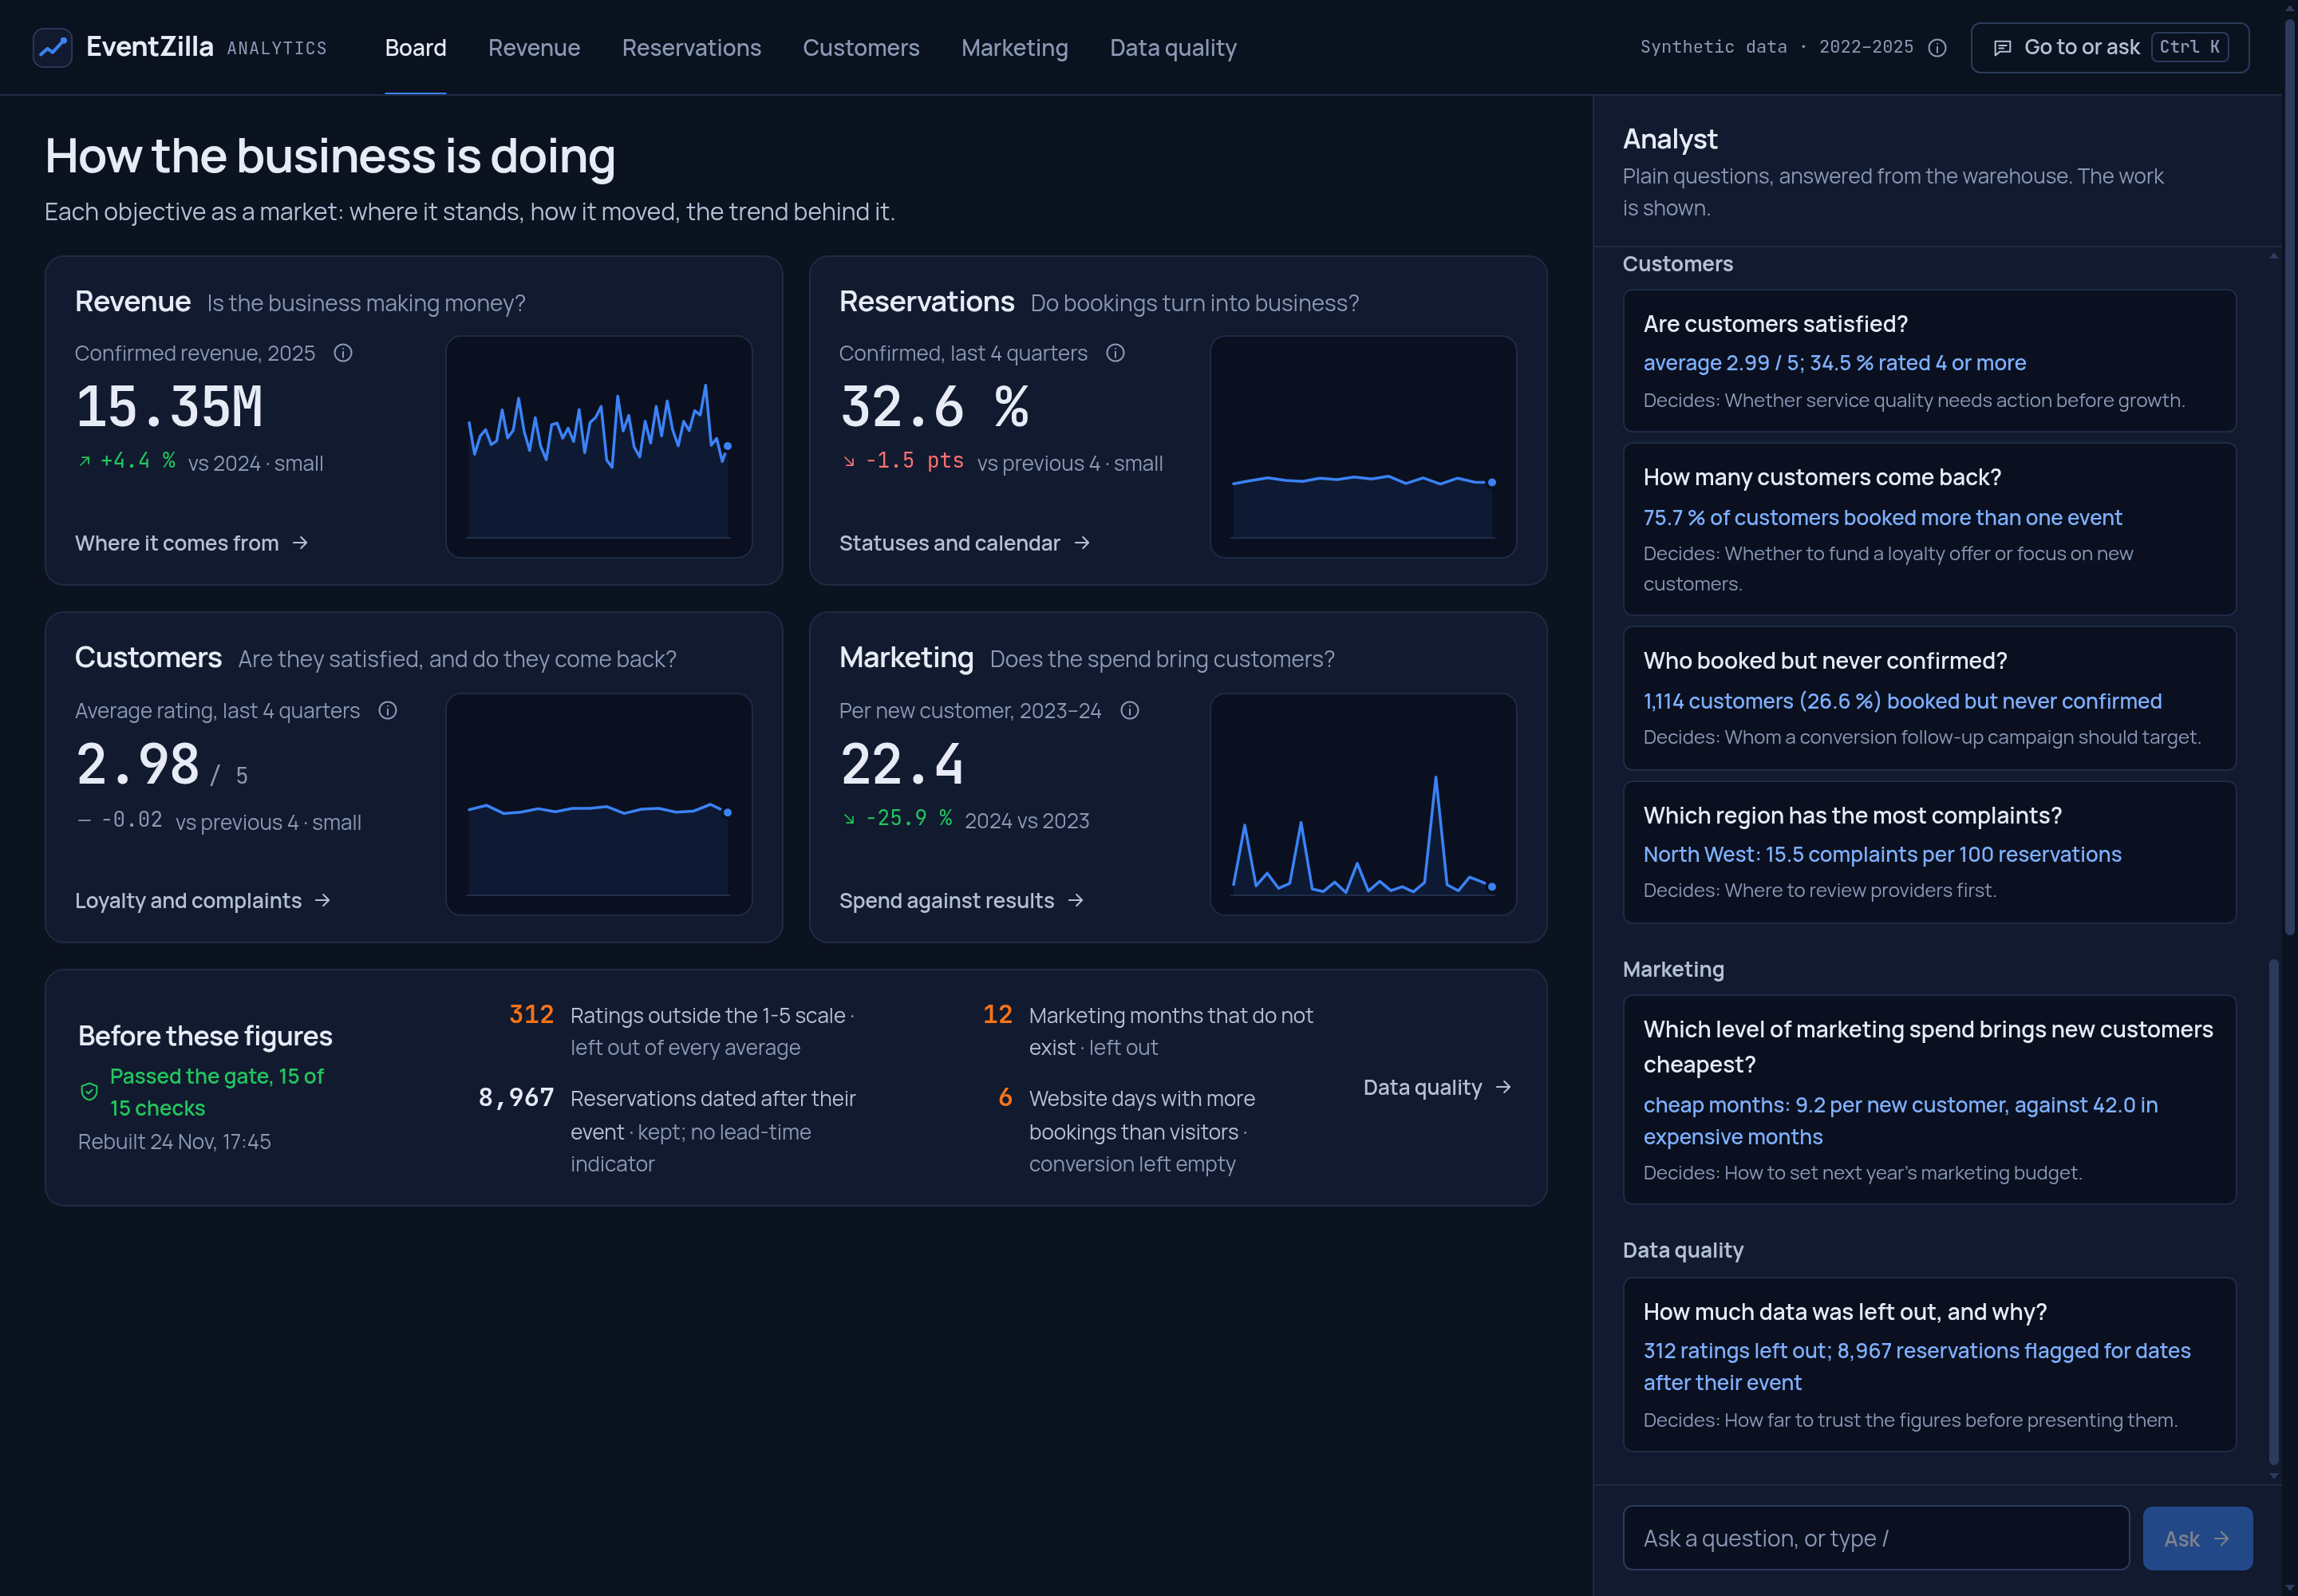 EventZilla ANALYTICS
Board
Revenue
Reservations
Customers
Marketing
Data quality
Synthetic data · 2022–2025
Go to or ask Ctrl K
How the business is doing
Each objective as a market: where it stands, how it moved, the trend behind it.
Revenue Is the business making money?
Confirmed revenue, 2025
15.35M
+4.4 % vs 2024 · small
Where it comes from →
Reservations Do bookings turn into business?
Confirmed, last 4 quarters
32.6 %
-1.5 pts vs previous 4 · small
Statuses and calendar →
Customers Are they satisfied, and do they come back?
Average rating, last 4 quarters
2.98 / 5
— -0.02 vs previous 4 · small
Loyalty and complaints →
Marketing Does the spend bring customers?
Per new customer, 2023–24
22.4
-25.9 % 2024 vs 2023
Spend against results →
Before these figures
Passed the gate, 15 of
15 checks
Rebuilt 24 Nov, 17:45
312 Ratings outside the 1-5 scale ·
left out of every average
8,967 Reservations dated after their
event · kept; no lead-time
indicator
12 Marketing months that do not
exist · left out
6 Website days with more
bookings than visitors ·
conversion left empty
Data quality →
Analyst
Plain questions, answered from the warehouse. The work
is shown.
Customers
Are customers satisfied?
average 2.99 / 5; 34.5 % rated 4 or more
Decides: Whether service quality needs action before growth.
How many customers come back?
75.7 % of customers booked more than one event
Decides: Whether to fund a loyalty offer or focus on new
customers.
Who booked but never confirmed?
1,114 customers (26.6 %) booked but never confirmed
Decides: Whom a conversion follow-up campaign should target.
Which region has the most complaints?
North West: 15.5 complaints per 100 reservations
Decides: Where to review providers first.
Marketing
Which level of marketing spend brings new customers
cheapest?
cheap months: 9.2 per new customer, against 42.0 in
expensive months
Decides: How to set next year's marketing budget.
Data quality
How much data was left out, and why?
312 ratings left out; 8,967 reservations flagged for dates
after their event
Decides: How far to trust the figures before presenting them.
Ask a question, or type /
Ask →